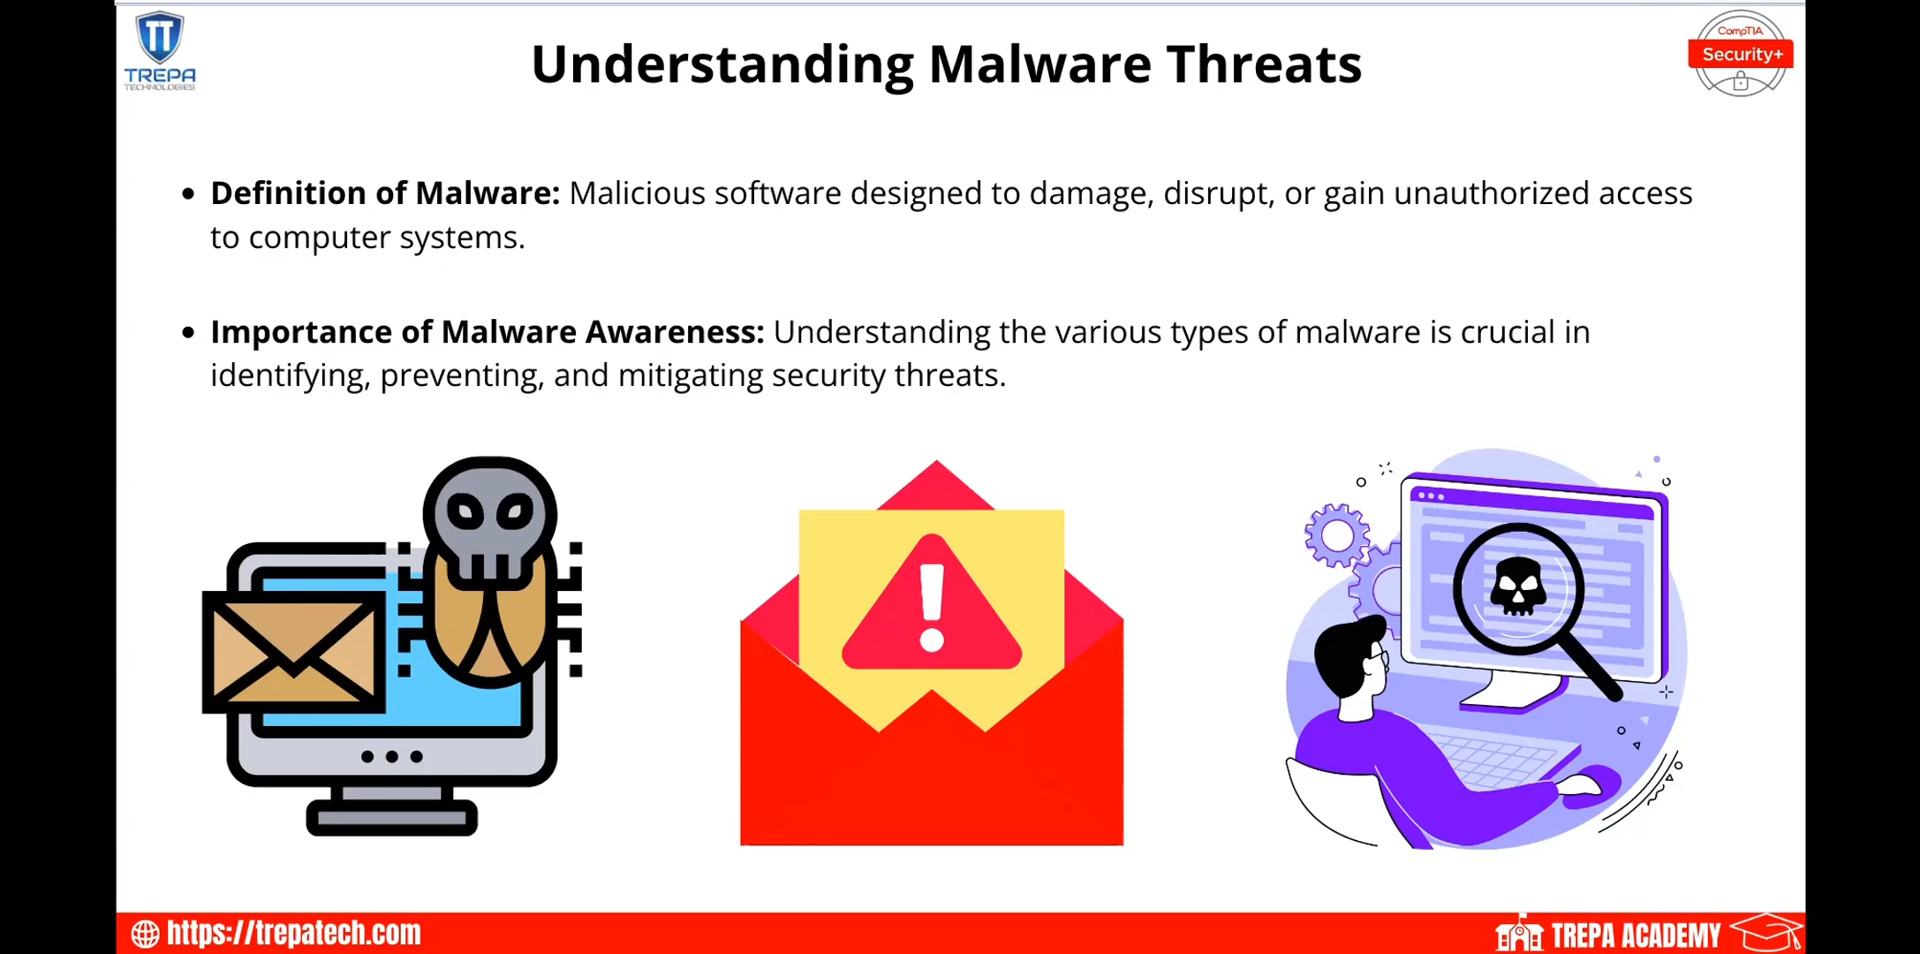 TREPA
TECHNOLOGIES
Understanding Malware Threats
CompTIA
Security+
• Definition of Malware: Malicious software designed to damage, disrupt, or gain unauthorized access
to computer systems.
• Importance of Malware Awareness: Understanding the various types of malware is crucial in
identifying, preventing, and mitigating security threats.
https://trepatech.com
TREPA ACADEMY